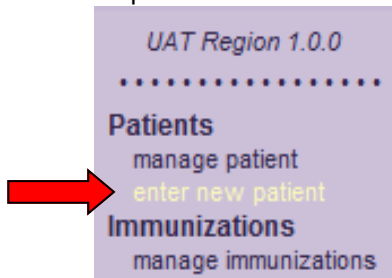 UAT Region 1.0.0
Patients
manage patient
enter new patient
Immunizations
manage immunizations